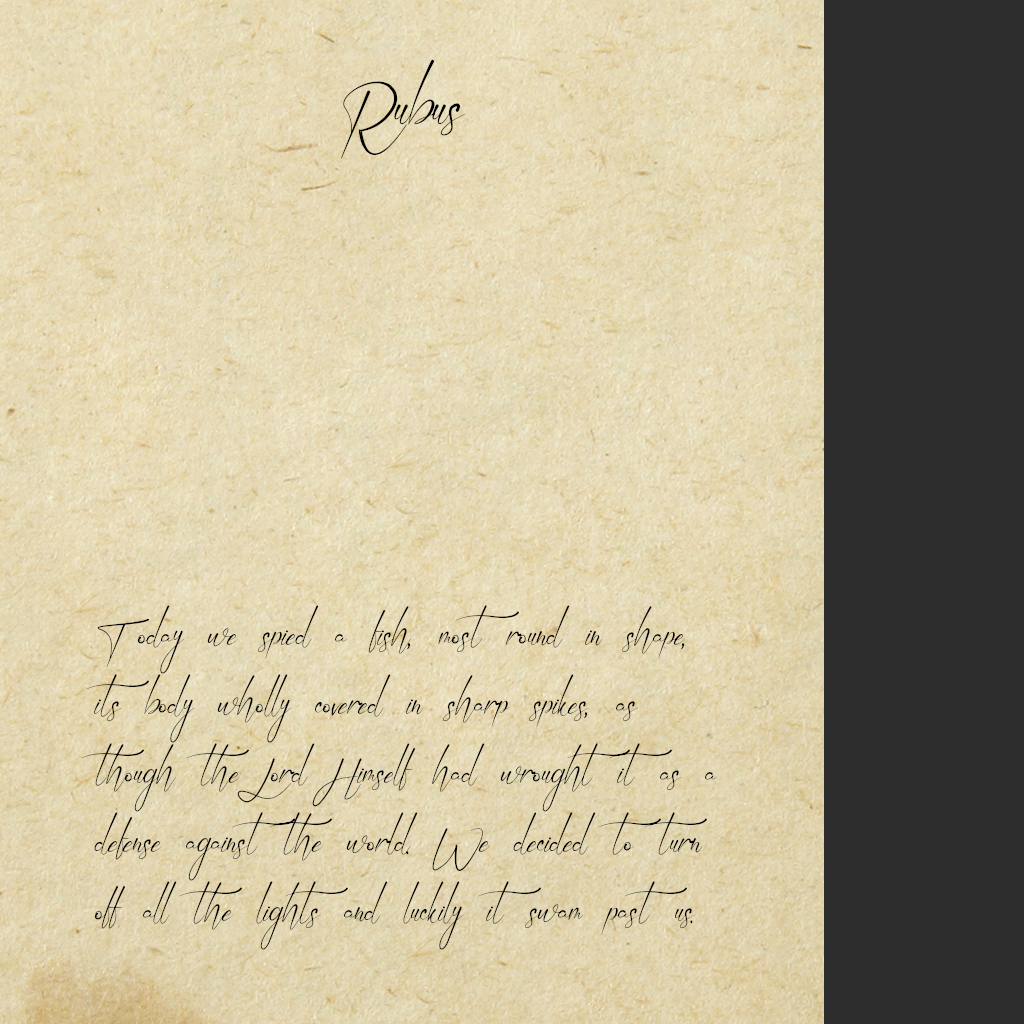 Rubus
Today we spied a fish, most round in shape,
its body wholly covered in sharp spikes, as
though the Lord Himself had wrought it as a
defense against the world. We decided to turn
off all the lights and luckily it swam past us.